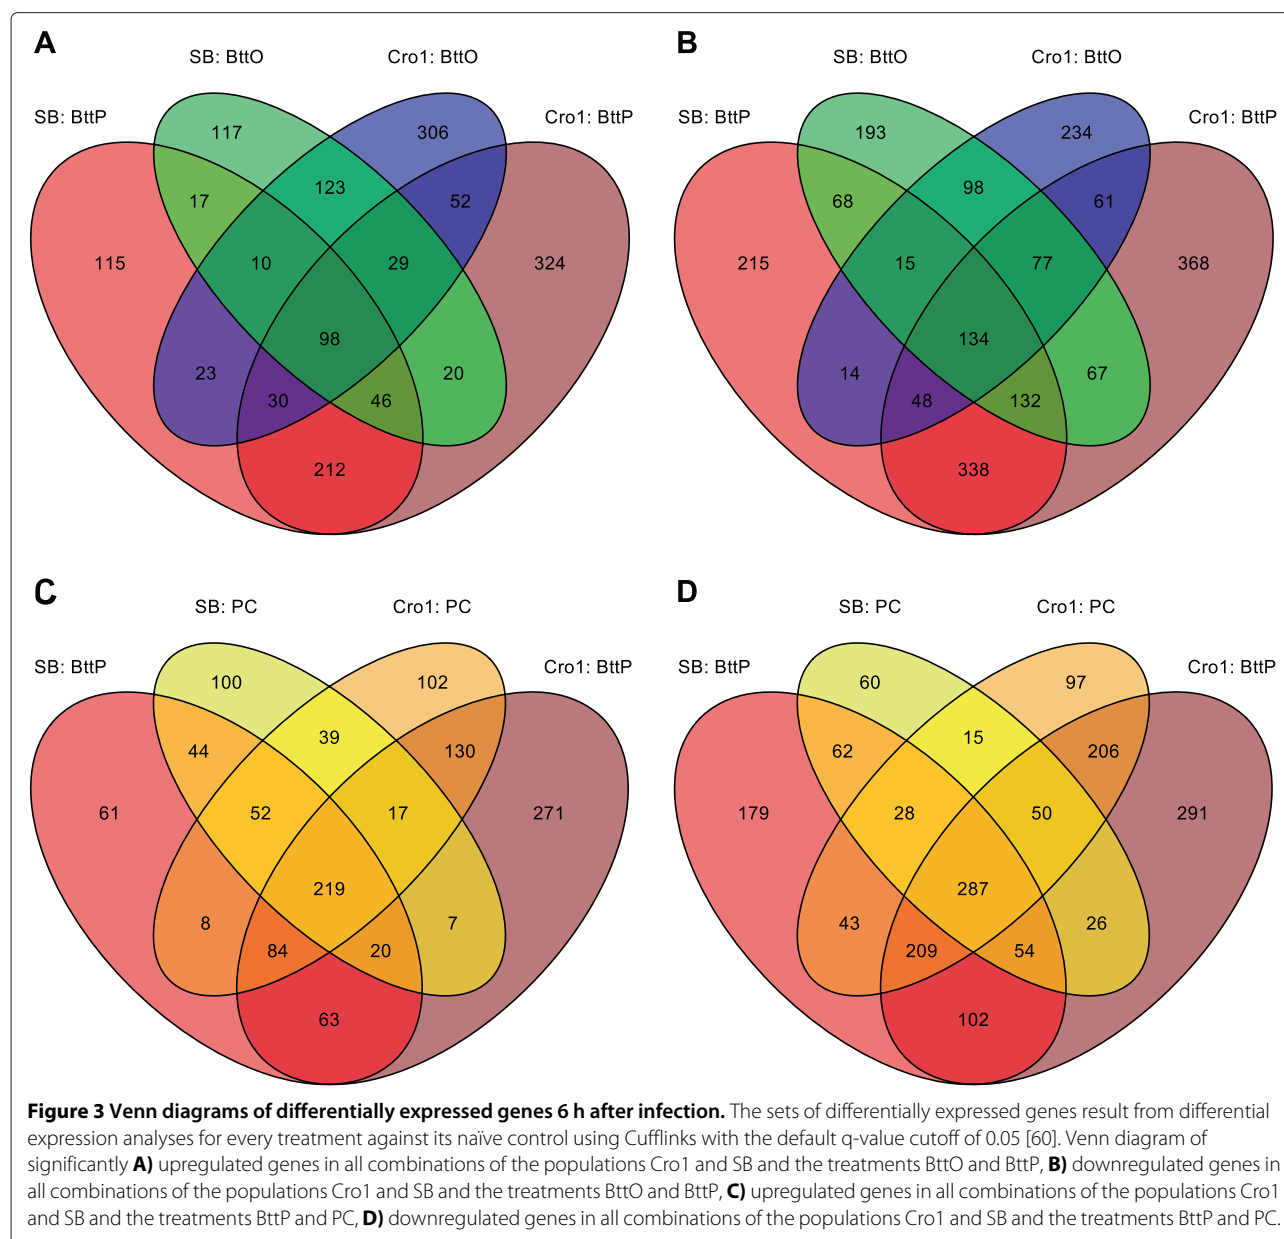 A
B
SB: BttO
Cro1: BttO
SB: BttO
Cro1: BttO
SB: BttP
Cro1: BttP
SB: BttP
Cro1: BttP
117
306
193
234
17
123
52
68
98
61
115
10
29
324
215
15
77
368
98
134
23
20
14
67
30
46
48
132
212
338
C
D
SB: PC
Cro1: PC
SB: PC
Cro1: PC
SB: BttP
Cro1: BttP
SB: BttP
Cro1: BttP
100
102
60
97
44
39
130
62
15
206
61
52
17
271
179
28
50
291
219
287
8
7
43
26
84
20
209
54
63
102
Figure 3 Venn diagrams of differentially expressed genes 6 h after infection. The sets of differentially expressed genes result from differential
expression analyses for every treatment against its naïve control using Cufflinks with the default q-value cutoff of 0.05 [60]. Venn diagram of
significantly A) upregulated genes in all combinations of the populations Cro1 and SB and the treatments BttO and BttP, B) downregulated genes in
all combinations of the populations Cro1 and SB and the treatments BttO and BttP, C) upregulated genes in all combinations of the populations Cro1
and SB and the treatments BttP and PC, D) downregulated genes in all combinations of the populations Cro1 and SB and the treatments BttP and PC.